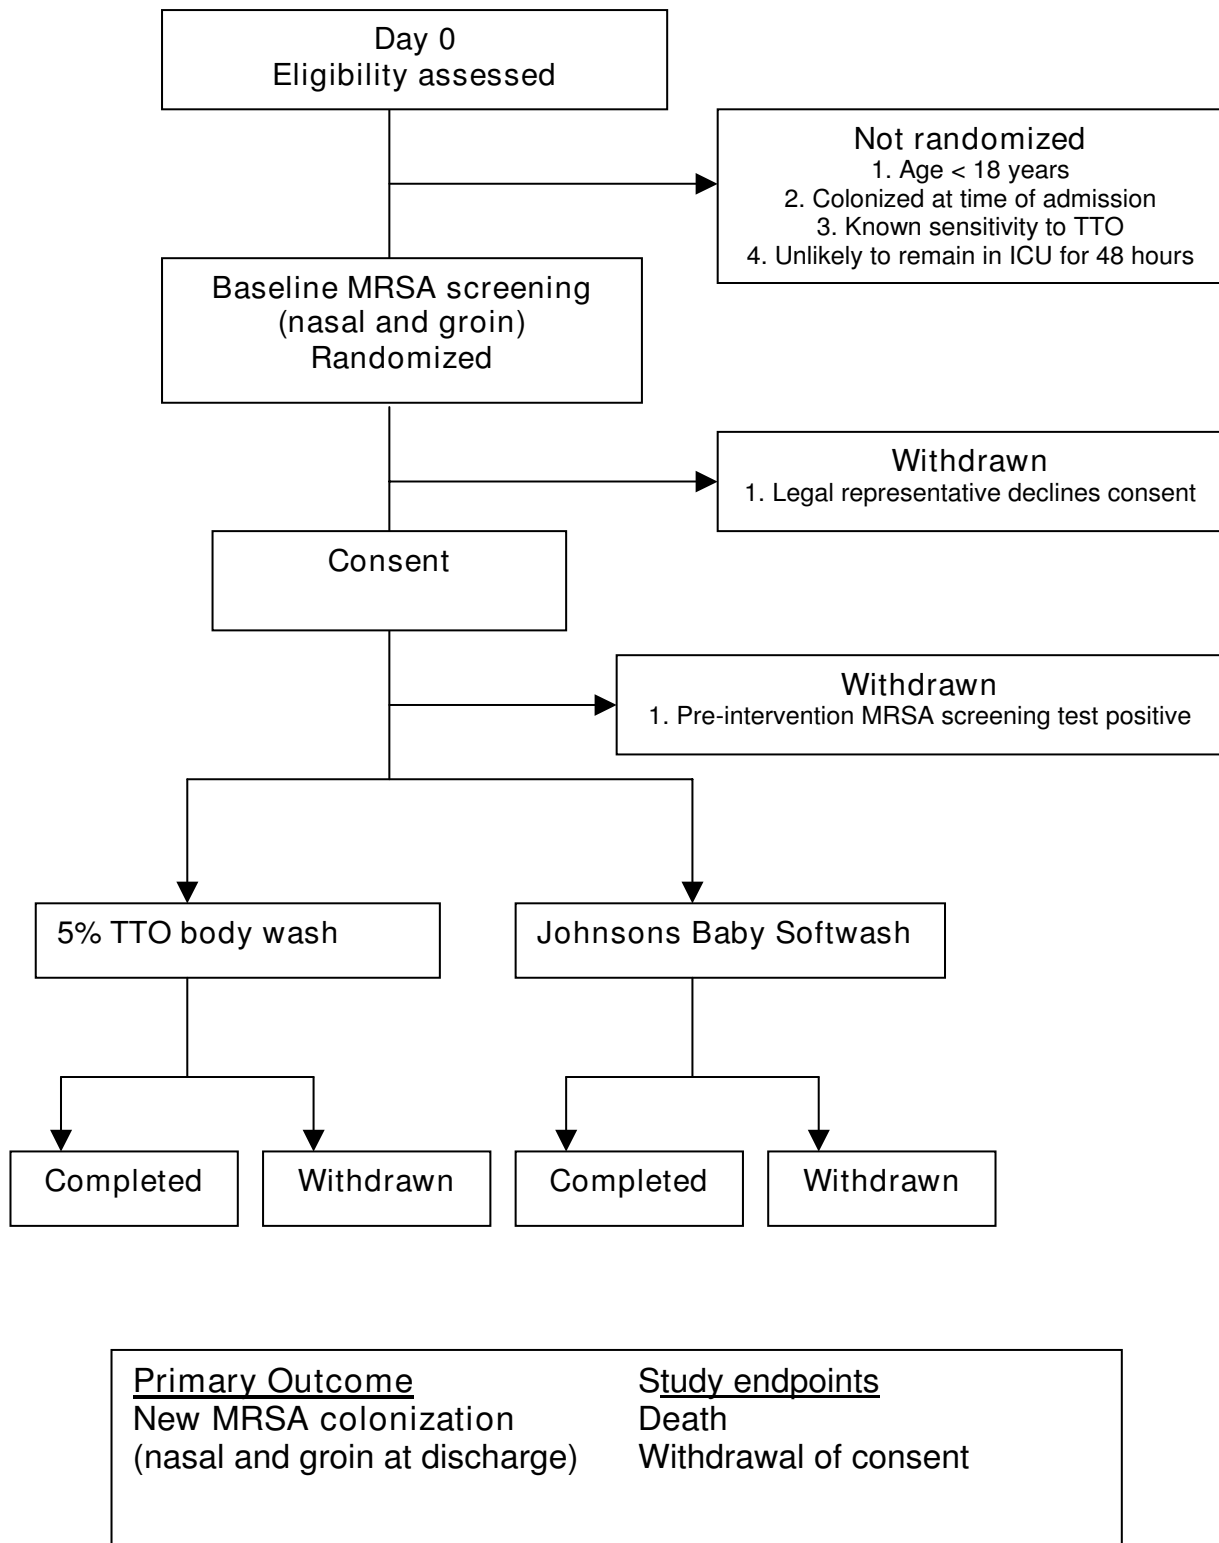 Day 0
Eligibility assessed
Not randomized
1. Age < 18 years
2. Colonized at time of admission
3. Known sensitivity to TTO
4. Unlikely to remain in ICU for 48 hours
Baseline MRSA screening
(nasal and groin)
Randomized
Withdrawn
1. Legal representative declines consent
Consent
Withdrawn
1. Pre-intervention MRSA screening test positive
5% TTO body wash
Johnsons Baby Softwash
Completed
Withdrawn
Completed
Withdrawn
Primary Outcome
New MRSA colonization
(nasal and groin at discharge)
Study endpoints
Death
Withdrawal of consent